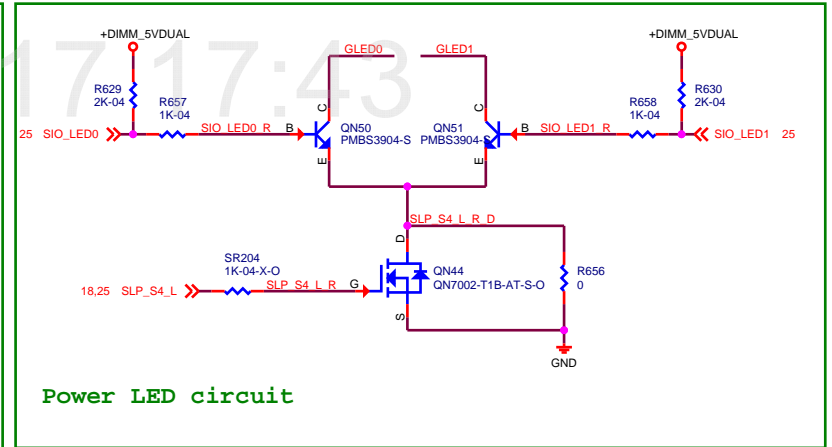 +DIMM_5VDUAL
+DIMM_5VDUAL
GLED0
GLED1
17 17:43
R629
2K-04
R657
1K-04
R658
1K-04
R630
2K-04
25 SIO_LED0
SIO_LED0_R
B
C
E
QN50
PMBS3904-S
QN51
PMBS3904-S
C
E
B
SIO_LED1_R
SIO_LED1 25
SLP_S4_L_R_D
D
SR204
1K-04-X-O
18,25 SLP_S4_L
SLP_S4_L_R
G
S
QN44
QN7002-T1B-AT-S-O
R656
0
GND
Power LED circuit